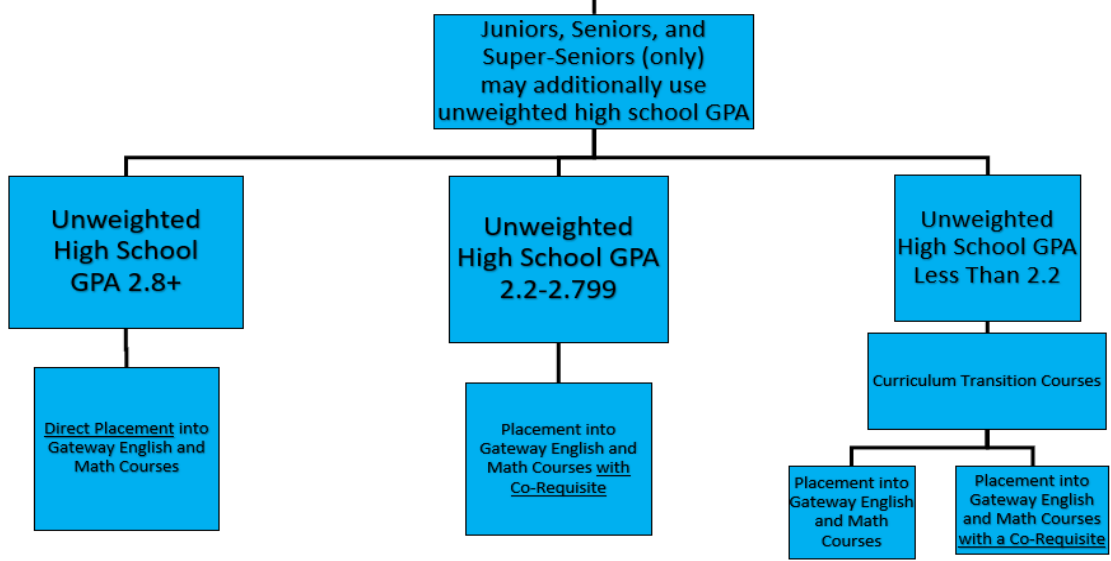 Juniors, Seniors, and
Super-Seniors (only)
may additionally use
unweighted high school GPA
Unweighted
High School
GPA 2.8+
Unweighted
High School GPA
2.2-2.799
Unweighted
High School GPA
Less Than 2.2
Direct Placement into
Gateway English and
Math Courses
Placement into
Gateway English and
Math Courses with
Co-Requisite
Curriculum Transition Courses
Placement into
Gateway English
and Math
Courses
Placement into
Gateway English
and Math Courses
with a Co-Requisite